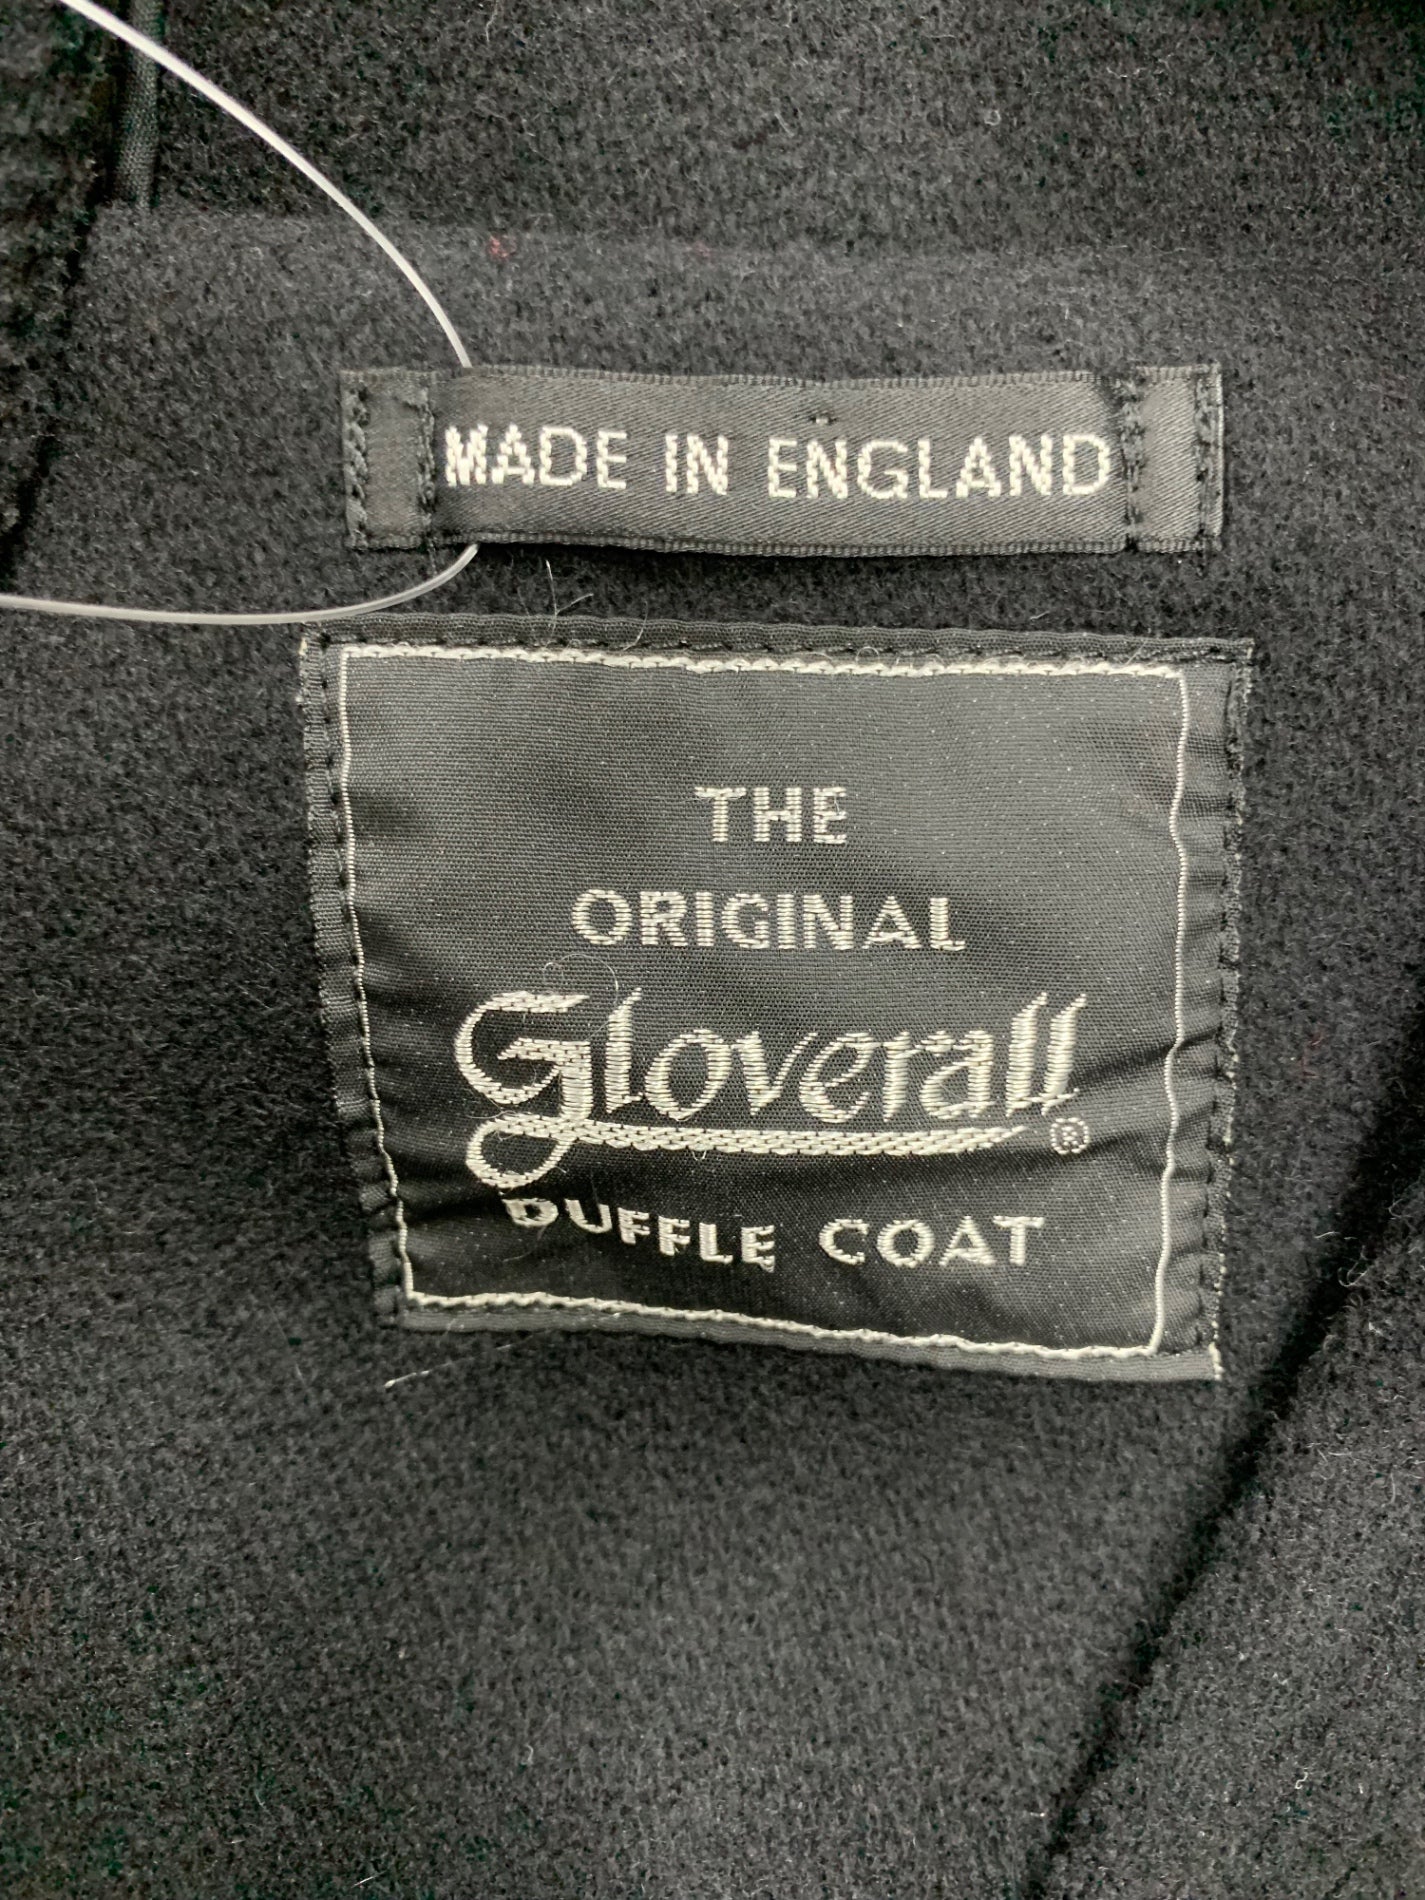 MADE IN ENGLAND
THE
ORIGINAL
Gloverall®
DUFFLE COAT